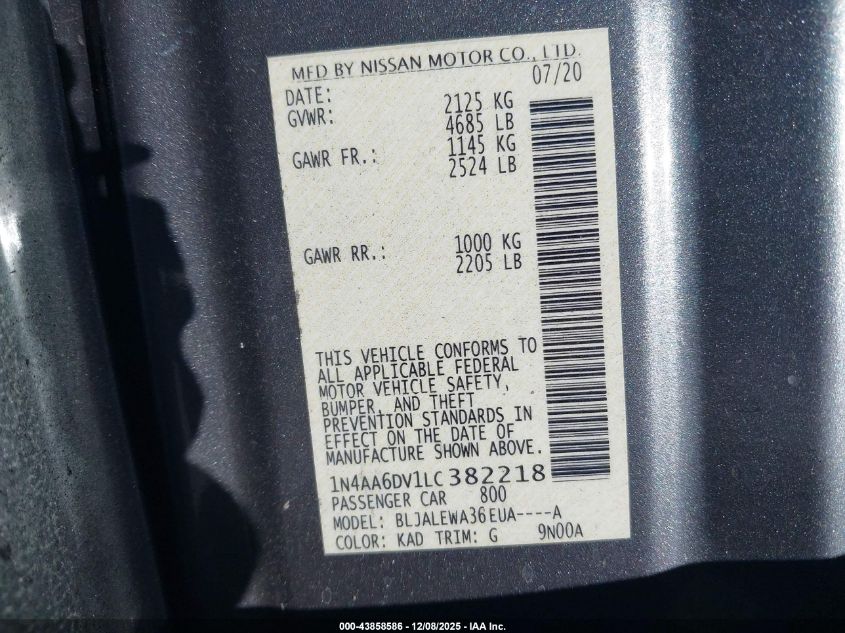 MFD BY NISSAN MOTOR CO., LTD.
DATE: 07/20
GVWR: 2125 KG
4685 LB
GAWR FR.: 1145 KG
2524 LB
GAWR RR.: 1000 KG
2205 LB
THIS VEHICLE CONFORMS TO
ALL APPLICABLE FEDERAL
MOTOR VEHICLE SAFETY,
BUMPER, AND THEFT
PREVENTION STANDARDS IN
EFFECT ON THE DATE OF
MANUFACTURE SHOWN ABOVE.
1N4AA6DV1LC382218
PASSENGER CAR 800
MODEL: BLJALEWA36EUA----A
COLOR: KAD TRIM: G 9N00A
000-43858586 - 12/08/2025 - IAA Inc.